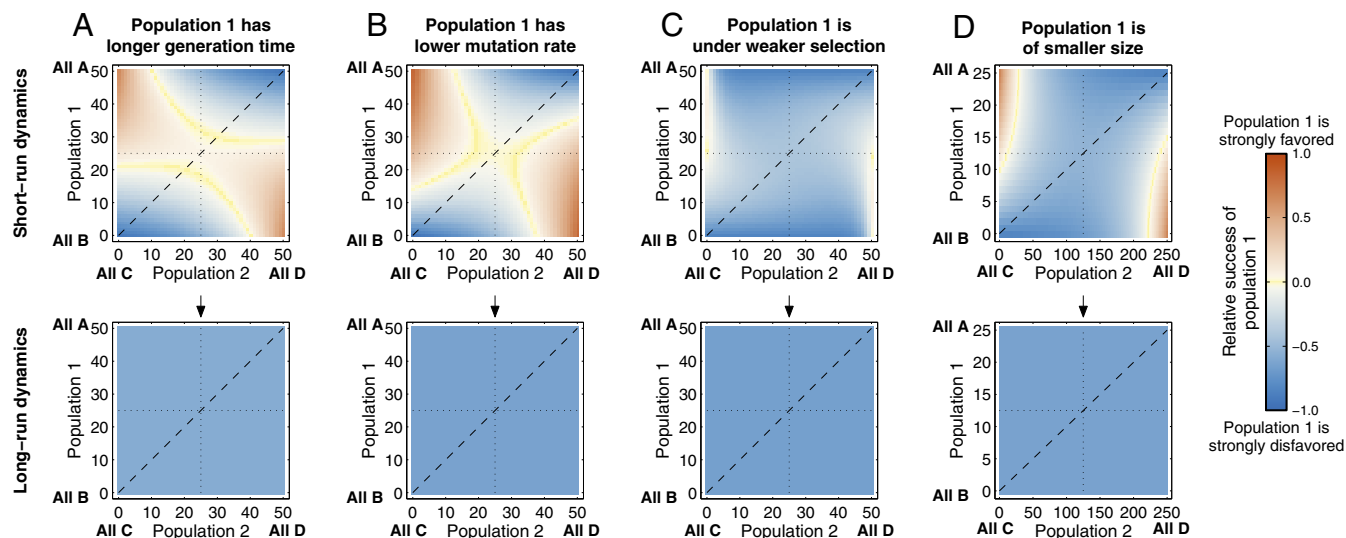 A
Population 1 has
longer generation time
B
Population 1 has
lower mutation rate
C
Population 1 is
under weaker selection
D
Population 1 is
of smaller size
Short-run dynamics
All A 50
40
30
20
10
All B 0
Population 1
0 10 20 30 40 50
All C Population 2 All D
All A 50
40
30
20
10
All B 0
Population 1
0 10 20 30 40 50
All C Population 2 All D
All A 50
40
30
20
10
All B 0
Population 1
0 10 20 30 40 50
All C Population 2 All D
All A 25
20
15
10
5
All B 0
Population 1
0 50 100 150 200 250
All C Population 2 All D
Population 1 is
strongly favored
1.0
0.5
0.0
−0.5
−1.0
Relative success of
population 1
Population 1 is
strongly disfavored
Long-run dynamics
All A 50
40
30
20
10
All B 0
Population 1
0 10 20 30 40 50
All C Population 2 All D
All A 50
40
30
20
10
All B 0
Population 1
0 10 20 30 40 50
All C Population 2 All D
All A 50
40
30
20
10
All B 0
Population 1
0 10 20 30 40 50
All C Population 2 All D
All A 25
20
15
10
5
All B 0
Population 1
0 50 100 150 200 250
All C Population 2 All D